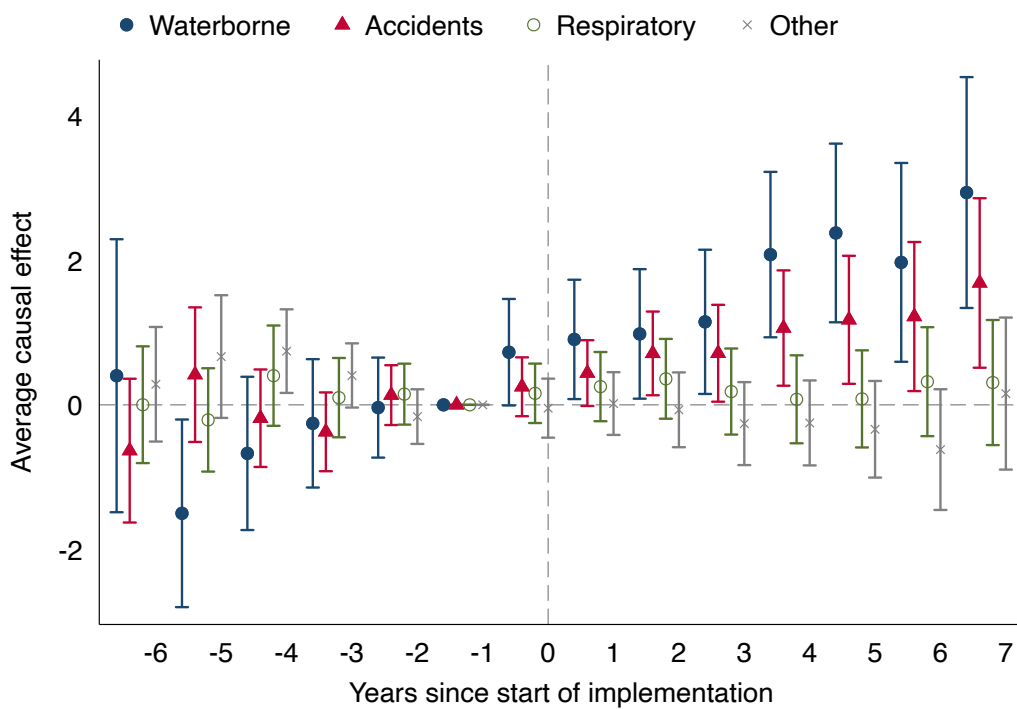 Waterborne Accidents Respiratory Other
4
2
0
-2
Average causal effect
-6 -5 -4 -3 -2 -1 0 1 2 3 4 5 6 7
Years since start of implementation